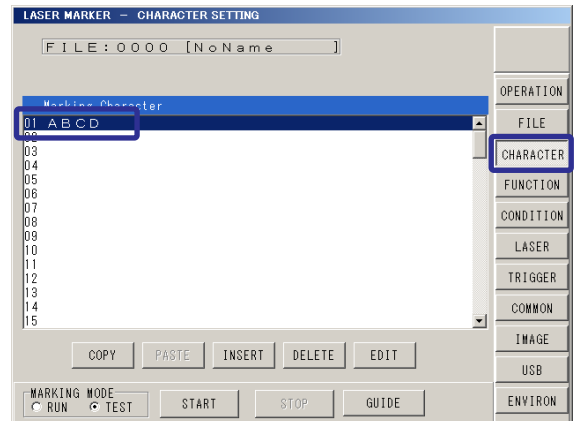 LASER MARKER － CHARACTER SETTING
FILE:0000 [NoName ]
Marking Character
01 ABCD
02
03
04
05
06
07
08
09
10
11
12
13
14
15
COPY PASTE INSERT DELETE EDIT
MARKING MODE
RUN TEST START STOP GUIDE
OPERATION
FILE
CHARACTER
FUNCTION
CONDITION
LASER
TRIGGER
COMMON
IMAGE
USB
ENVIRON